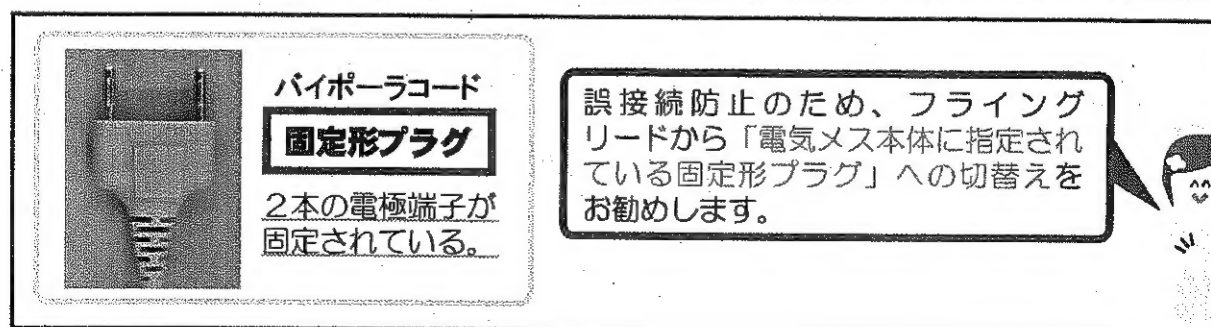 バイポーラコード
固定形プラグ
２本の電極端子が
固定されている。
誤接続防止のため、フライング
リードから「電気メス本体に指定され
ている固定形プラグ」への切替えを
お勧めします。